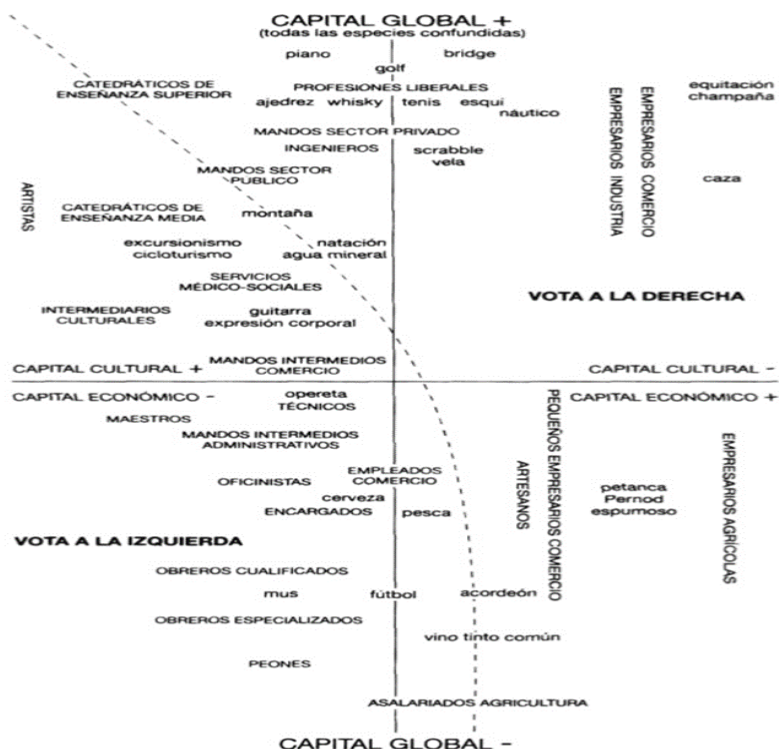 CAPITAL GLOBAL +
(todas las especies confundidas)
piano
bridge
golf
CATEDRÁTICOS DE
ENSEÑANZA SUPERIOR
PROFESIONES LIBERALES
equitación
champaña
ajedrez whisky tenis esquí
náutico
EMPRESARIOS INDUSTRIA
EMPRESARIOS COMERCIO
MANDOS SECTOR PRIVADO
INGENIEROS
scrabble
vela
MANDOS SECTOR
PÚBLICO
caza
ARTISTAS
CATEDRÁTICOS DE
ENSEÑANZA MEDIA
montaña
excursionismo
cicloturismo
natación
agua mineral
SERVICIOS
MÉDICO-SOCIALES
VOTA A LA DERECHA
INTERMEDIARIOS
CULTURALES
guitarra
expresión corporal
CAPITAL CULTURAL +
MANDOS INTERMEDIOS
COMERCIO
CAPITAL CULTURAL -
CAPITAL ECONÓMICO -
opereta
TÉCNICOS
CAPITAL ECONÓMICO +
MAESTROS
MANDOS INTERMEDIOS
ADMINISTRATIVOS
PEQUEÑOS EMPRESARIOS COMERCIO
ARTESANOS
EMPRESARIOS AGRÍCOLAS
OFICINISTAS
EMPLEADOS
COMERCIO
petanca
Pernod
espumoso
cerveza
ENCARGADOS
pesca
VOTA A LA IZQUIERDA
OBREROS CUALIFICADOS
mus
fútbol
acordeón
OBREROS ESPECIALIZADOS
vino tinto común
PEONES
ASALARIADOS AGRICULTURA
CAPITAL GLOBAL -